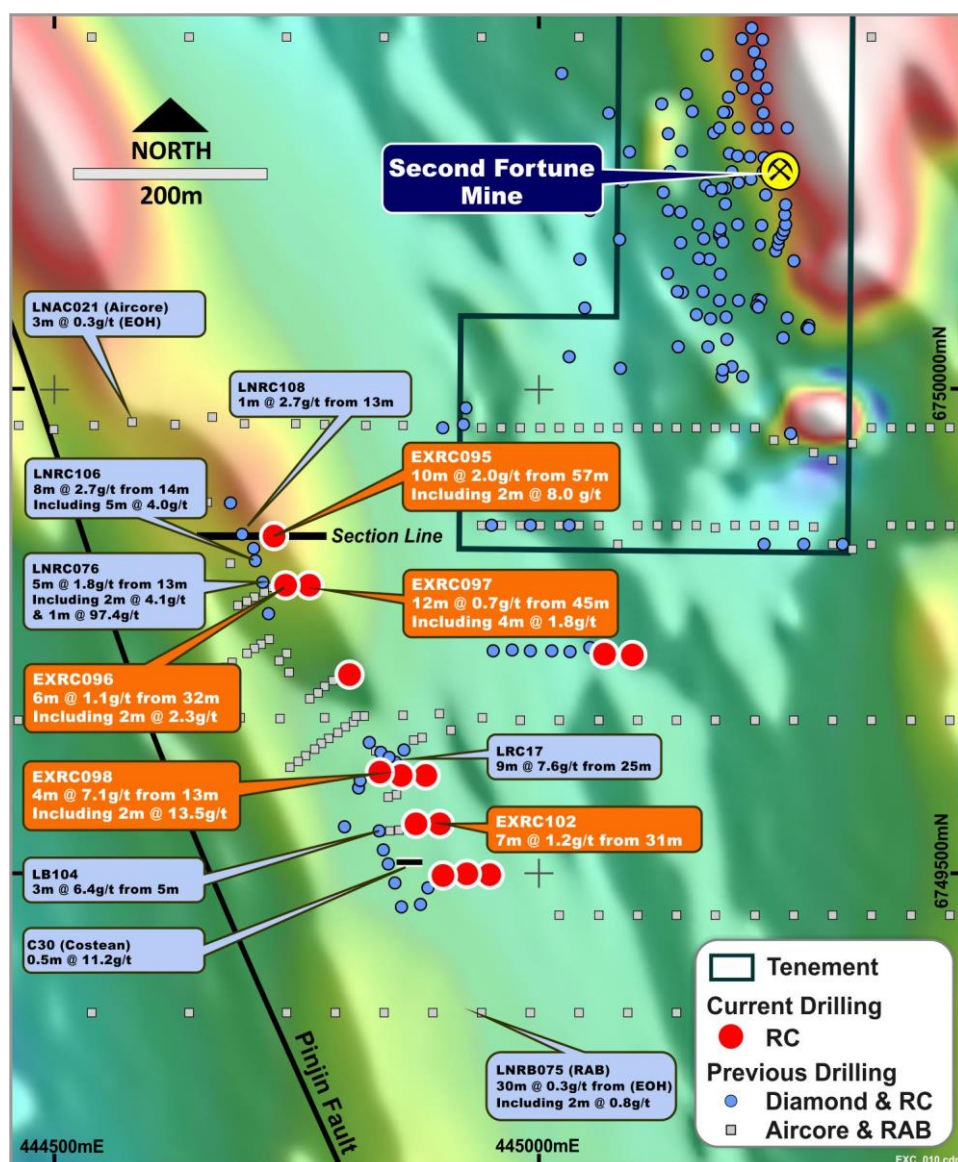 NORTH
200m
Second Fortune
Mine
LNAC021 (Aircore)
3m @ 0.3g/t (EOH)
LNRC108
1m @ 2.7g/t from 13m
6750000mN
LNRC106
8m @ 2.7g/t from 14m
Including 5m @ 4.0g/t
EXRC095
10m @ 2.0g/t from 57m
Including 2m @ 8.0 g/t
Section Line
LNRC076
5m @ 1.8g/t from 13m
Including 2m @ 4.1g/t
& 1m @ 97.4g/t
EXRC097
12m @ 0.7g/t from 45m
Including 4m @ 1.8g/t
EXRC096
6m @ 1.1g/t from 32m
Including 2m @ 2.3g/t
LRC17
9m @ 7.6g/t from 25m
EXRC098
4m @ 7.1g/t from 13m
Including 2m @ 13.5g/t
EXRC102
7m @ 1.2g/t from 31m
6749500mN
LB104
3m @ 6.4g/t from 5m
C30 (Costean)
0.5m @ 11.2g/t
Pinjin Fault
LNRB075 (RAB)
30m @ 0.3g/t from (EOH)
Including 2m @ 0.8g/t
Tenement
Current Drilling
RC
Previous Drilling
Diamond & RC
Aircore & RAB
444500mE
445000mE
EXC_010.cdr